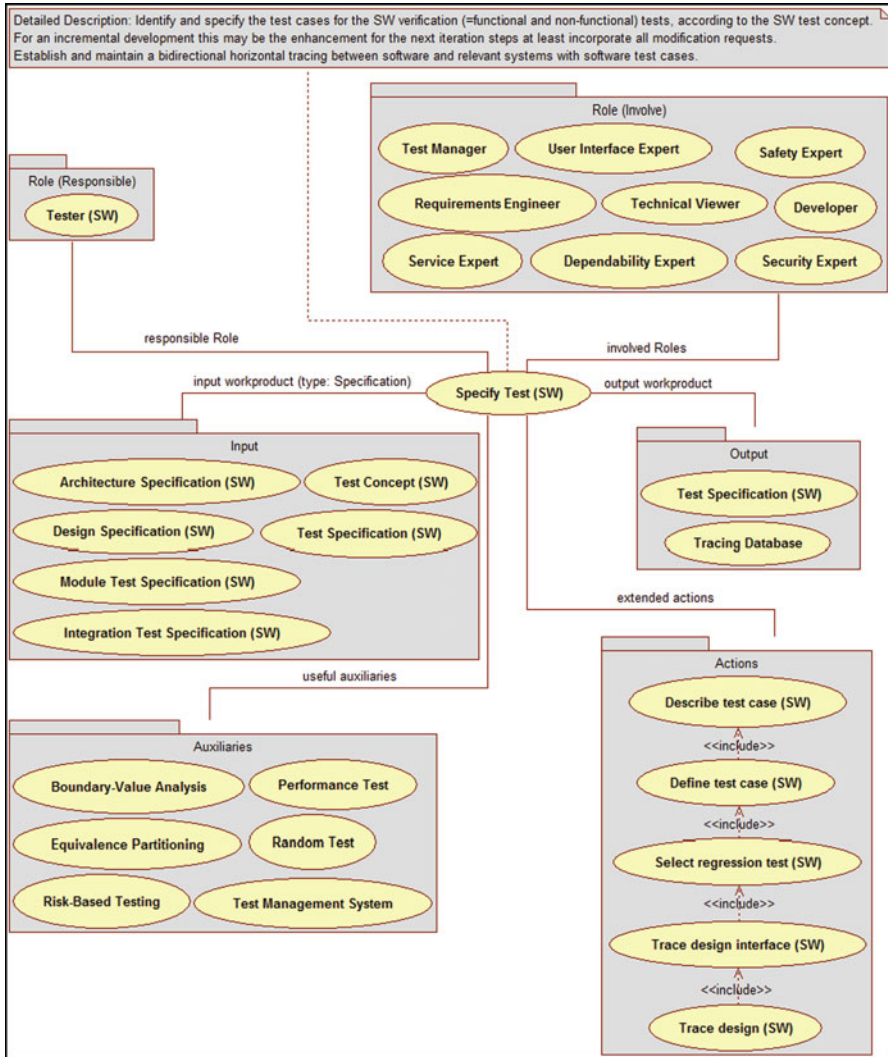 Detailed Description: Identify and specify the test cases for the SW verification (=functional and non-functional) tests, according to the SW test concept.
For an incremental development this may be the enhancement for the next iteration steps at least incorporate all modification requests.
Establish and maintain a bidirectional horizontal tracing between software and relevant systems with software test cases.
Role (Involve)
Test Manager
User Interface Expert
Safety Expert
Requirements Engineer
Technical Viewer
Developer
Service Expert
Dependability Expert
Security Expert
Role (Responsible)
Tester (SW)
responsible Role
involved Roles
input workproduct (type: Specification)
Specify Test (SW)
output workproduct
Input
Architecture Specification (SW)
Test Concept (SW)
Design Specification (SW)
Test Specification (SW)
Module Test Specification (SW)
Integration Test Specification (SW)
Output
Test Specification (SW)
Tracing Database
extended actions
useful auxiliaries
Auxiliaries
Boundary-Value Analysis
Performance Test
Equivalence Partitioning
Random Test
Risk-Based Testing
Test Management System
Actions
Describe test case (SW)
<<include>>
Define test case (SW)
<<include>>
Select regression test (SW)
<<include>>
Trace design interface (SW)
<<include>>
Trace design (SW)